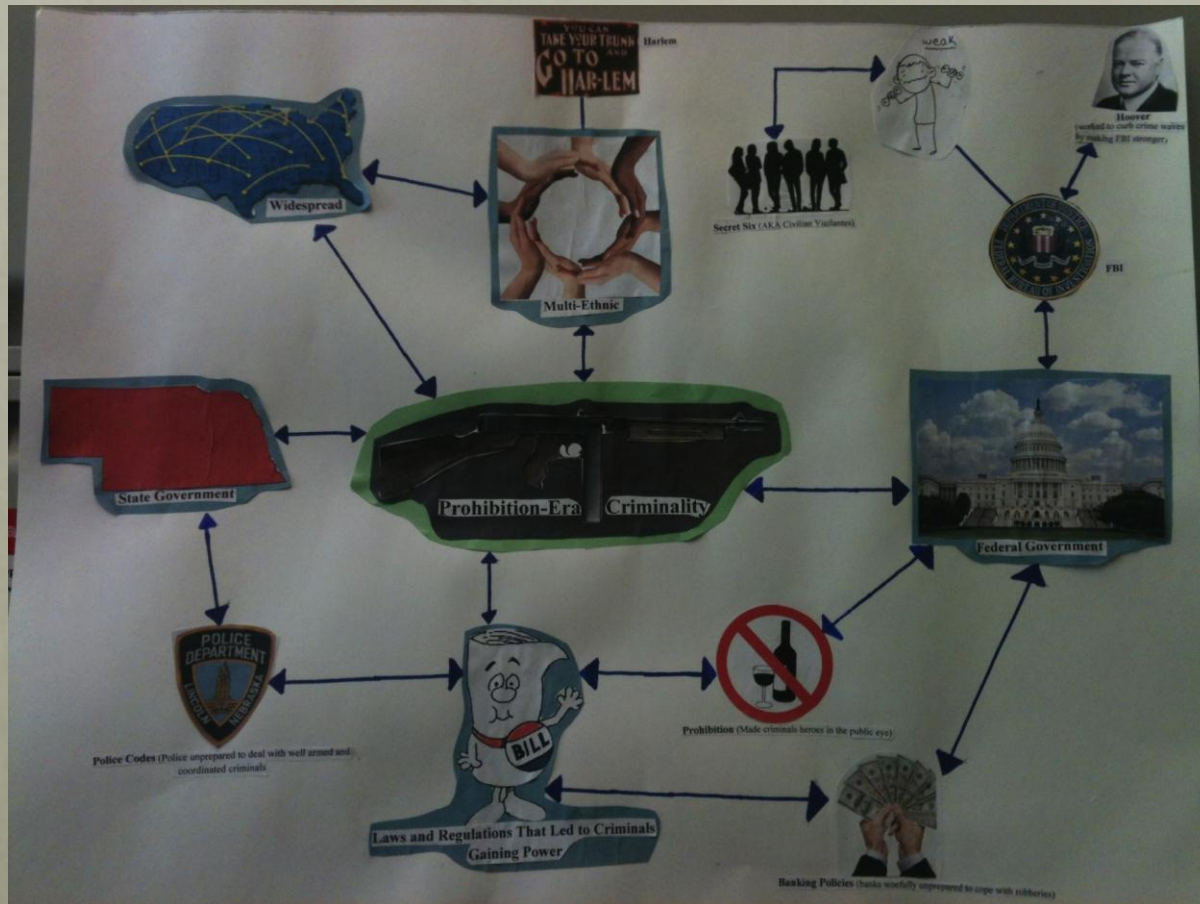 YOU CAN
TAKE YOUR TRUNK
AND
GO TO
HAR-LEM
Harlem
weak
Hoover
(worked to curb crime waves
by making FBI stronger)
Widespread
Multi-Ethnic
Secret Six (AKA Civilian Vigilantes)
FEDERAL BUREAU OF INVESTIGATION
FBI
State Government
Prohibition-Era Criminality
Federal Government
POLICE
DEPARTMENT
LINCOLN
NEBRASKA
Police Codes (Police unprepared to deal with well armed and
coordinated criminals
BILL
Prohibition (Made criminals heroes in the public eye)
Laws and Regulations That Led to Criminals
Gaining Power
Banking Policies (banks woefully unprepared to cope with robberies)